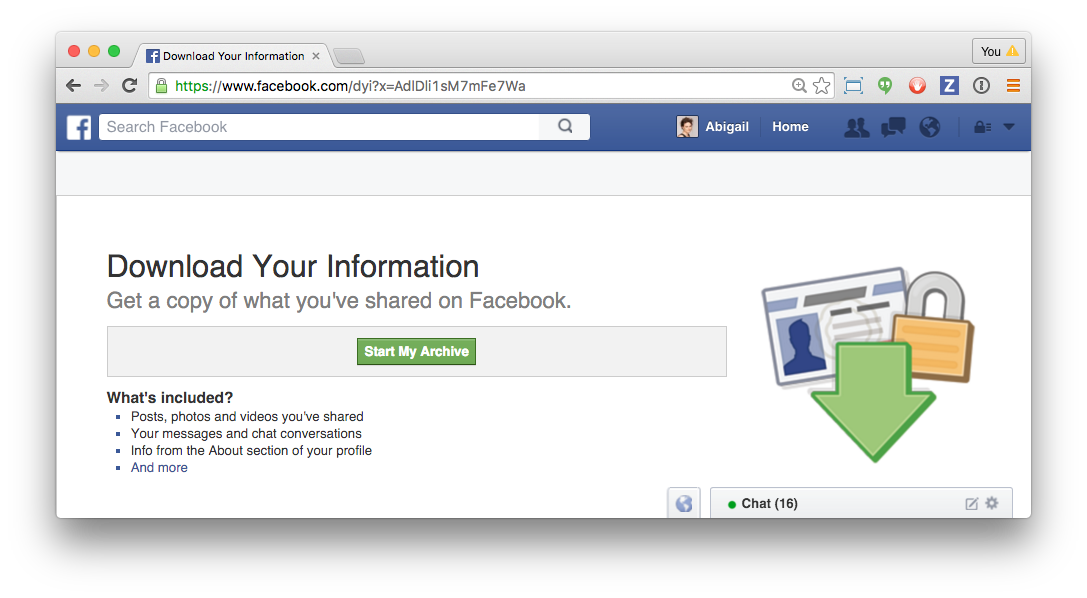 Download Your Information
You
https://www.facebook.com/dyi?x=AdlDli1sM7mFe7Wa
Search Facebook
Abigail
Home
Download Your Information
Get a copy of what you've shared on Facebook.
Start My Archive
What's included?
Posts, photos and videos you've shared
Your messages and chat conversations
Info from the About section of your profile
And more
Chat (16)